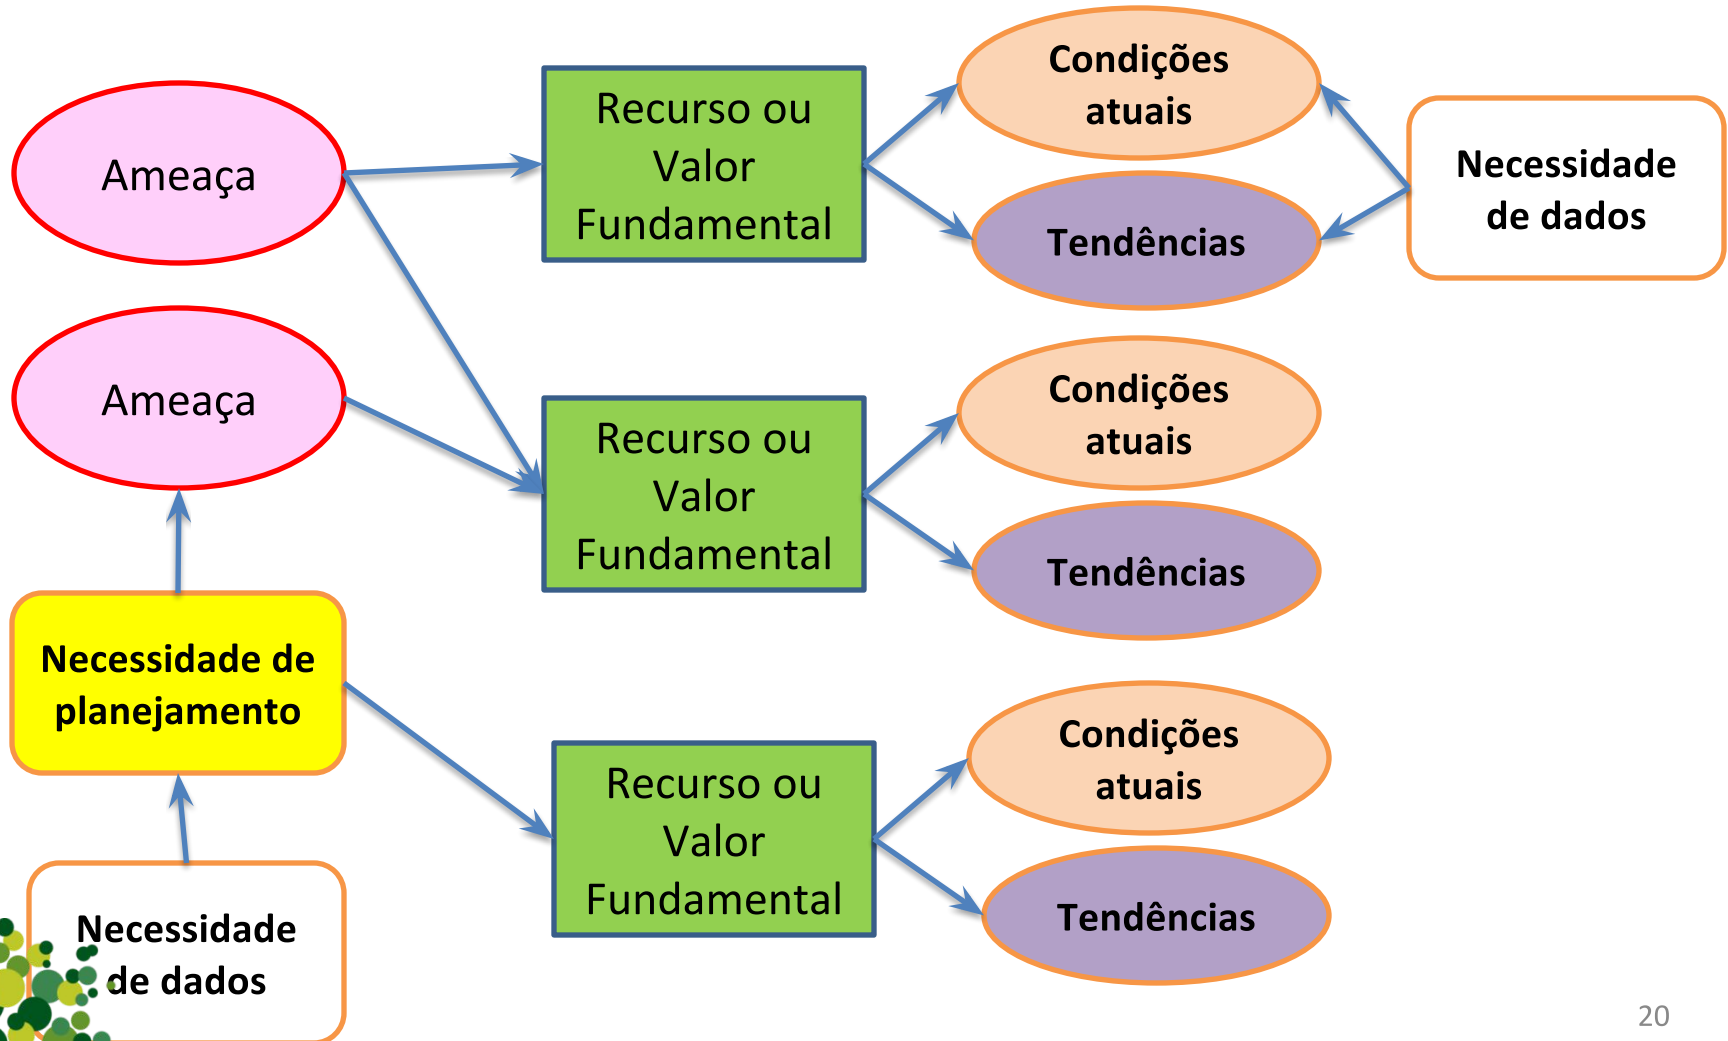 Ameaça
Recurso ou
Valor
Fundamental
Condições
atuais
Tendências
Necessidade
de dados
Ameaça
Recurso ou
Valor
Fundamental
Condições
atuais
Tendências
Necessidade de
planejamento
Recurso ou
Valor
Fundamental
Condições
atuais
Tendências
Necessidade
de dados
20